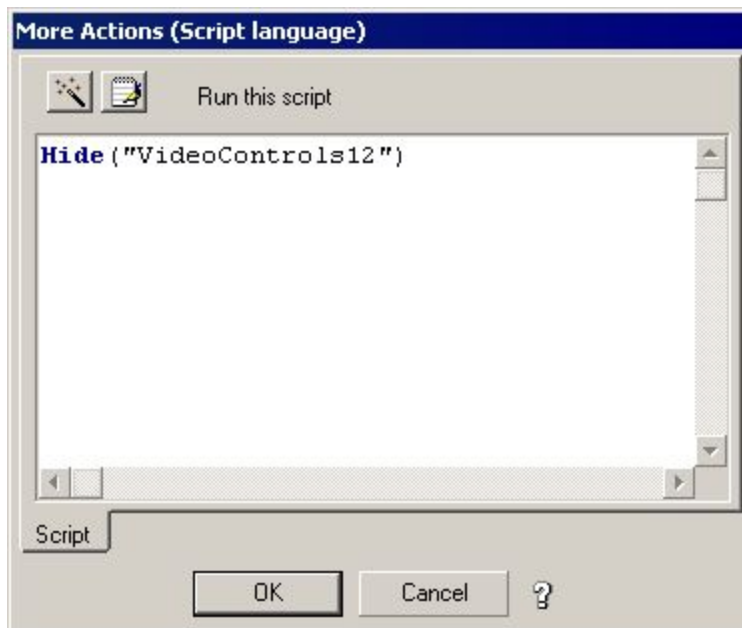 More Actions (Script language)
Run this script
Hide("VideoControls12")
Script
OK Cancel ?